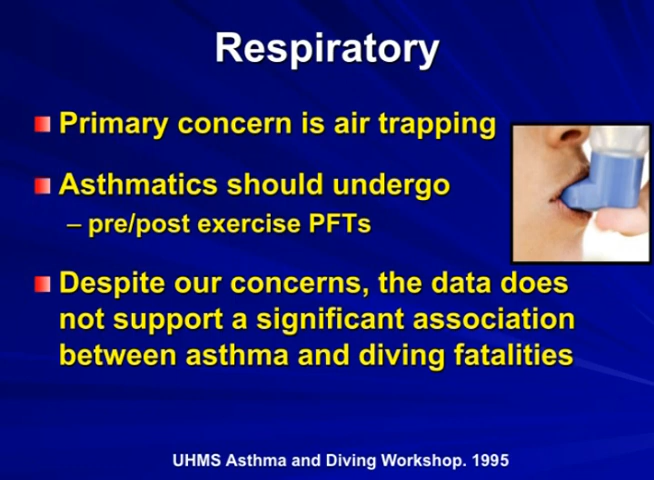 Respiratory
Primary concern is air trapping
Asthmatics should undergo
– pre/post exercise PFTs
Despite our concerns, the data does
not support a significant association
between asthma and diving fatalities
UHMS Asthma and Diving Workshop. 1995